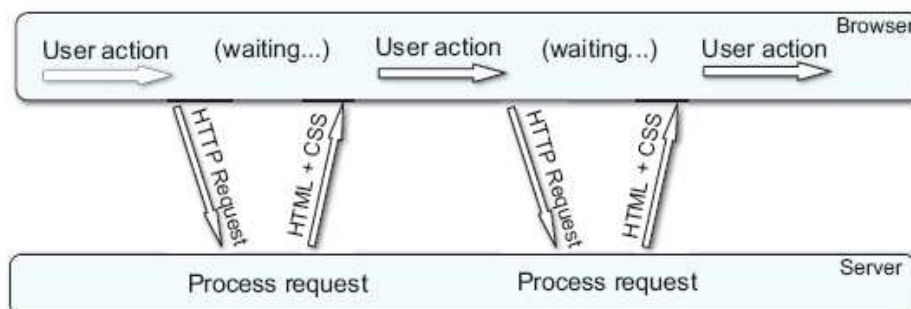 Browser
User action
(waiting...)
User action
(waiting...)
User action
HTTP Request
HTML + CSS
HTTP Request
HTML + CSS
Server
Process request
Process request